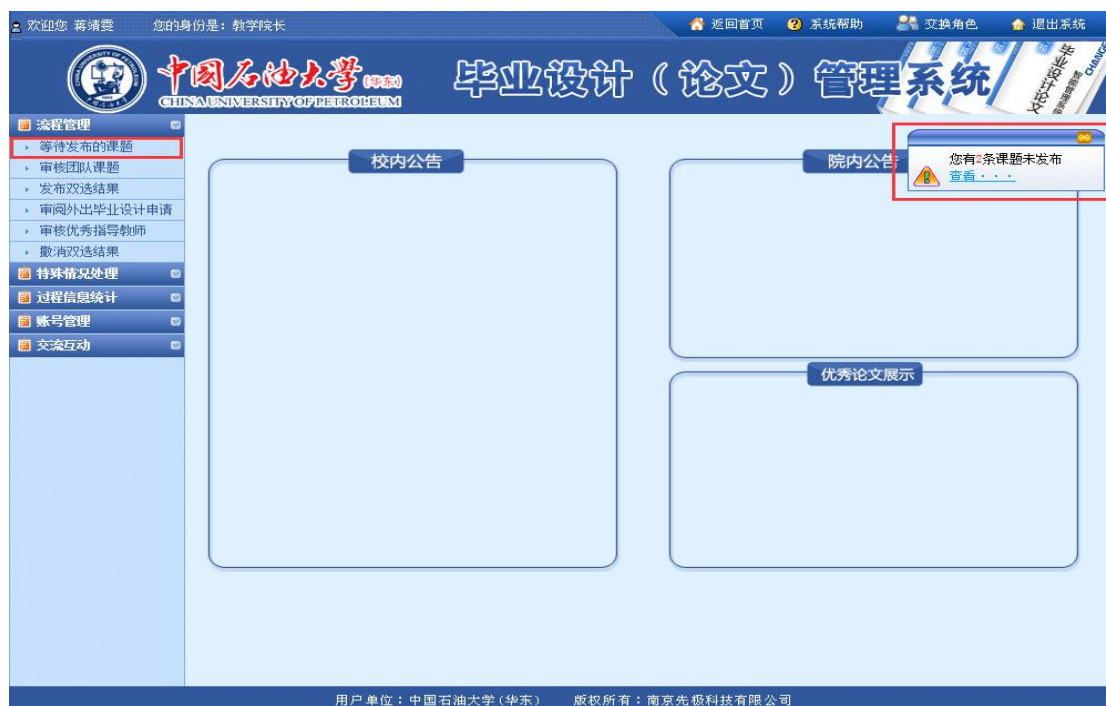 欢迎您 蒋靖雯 您的身份是：教学院长 返回首页 系统帮助 交换角色 退出系统
中国石油大学(华东)
CHINA UNIVERSITY OF PETROLEUM
毕业设计（论文）管理系统
流程管理
等待发布的课题
审核团队课题
发布双选结果
审阅外出毕业设计申请
审核优秀指导教师
撤消双选结果
特殊情况处理
过程信息统计
账号管理
交流互动
校内公告
院内公告
您有2条课题未发布
查看・・・
优秀论文展示
用户单位：中国石油大学(华东) 版权所有：南京先极科技有限公司